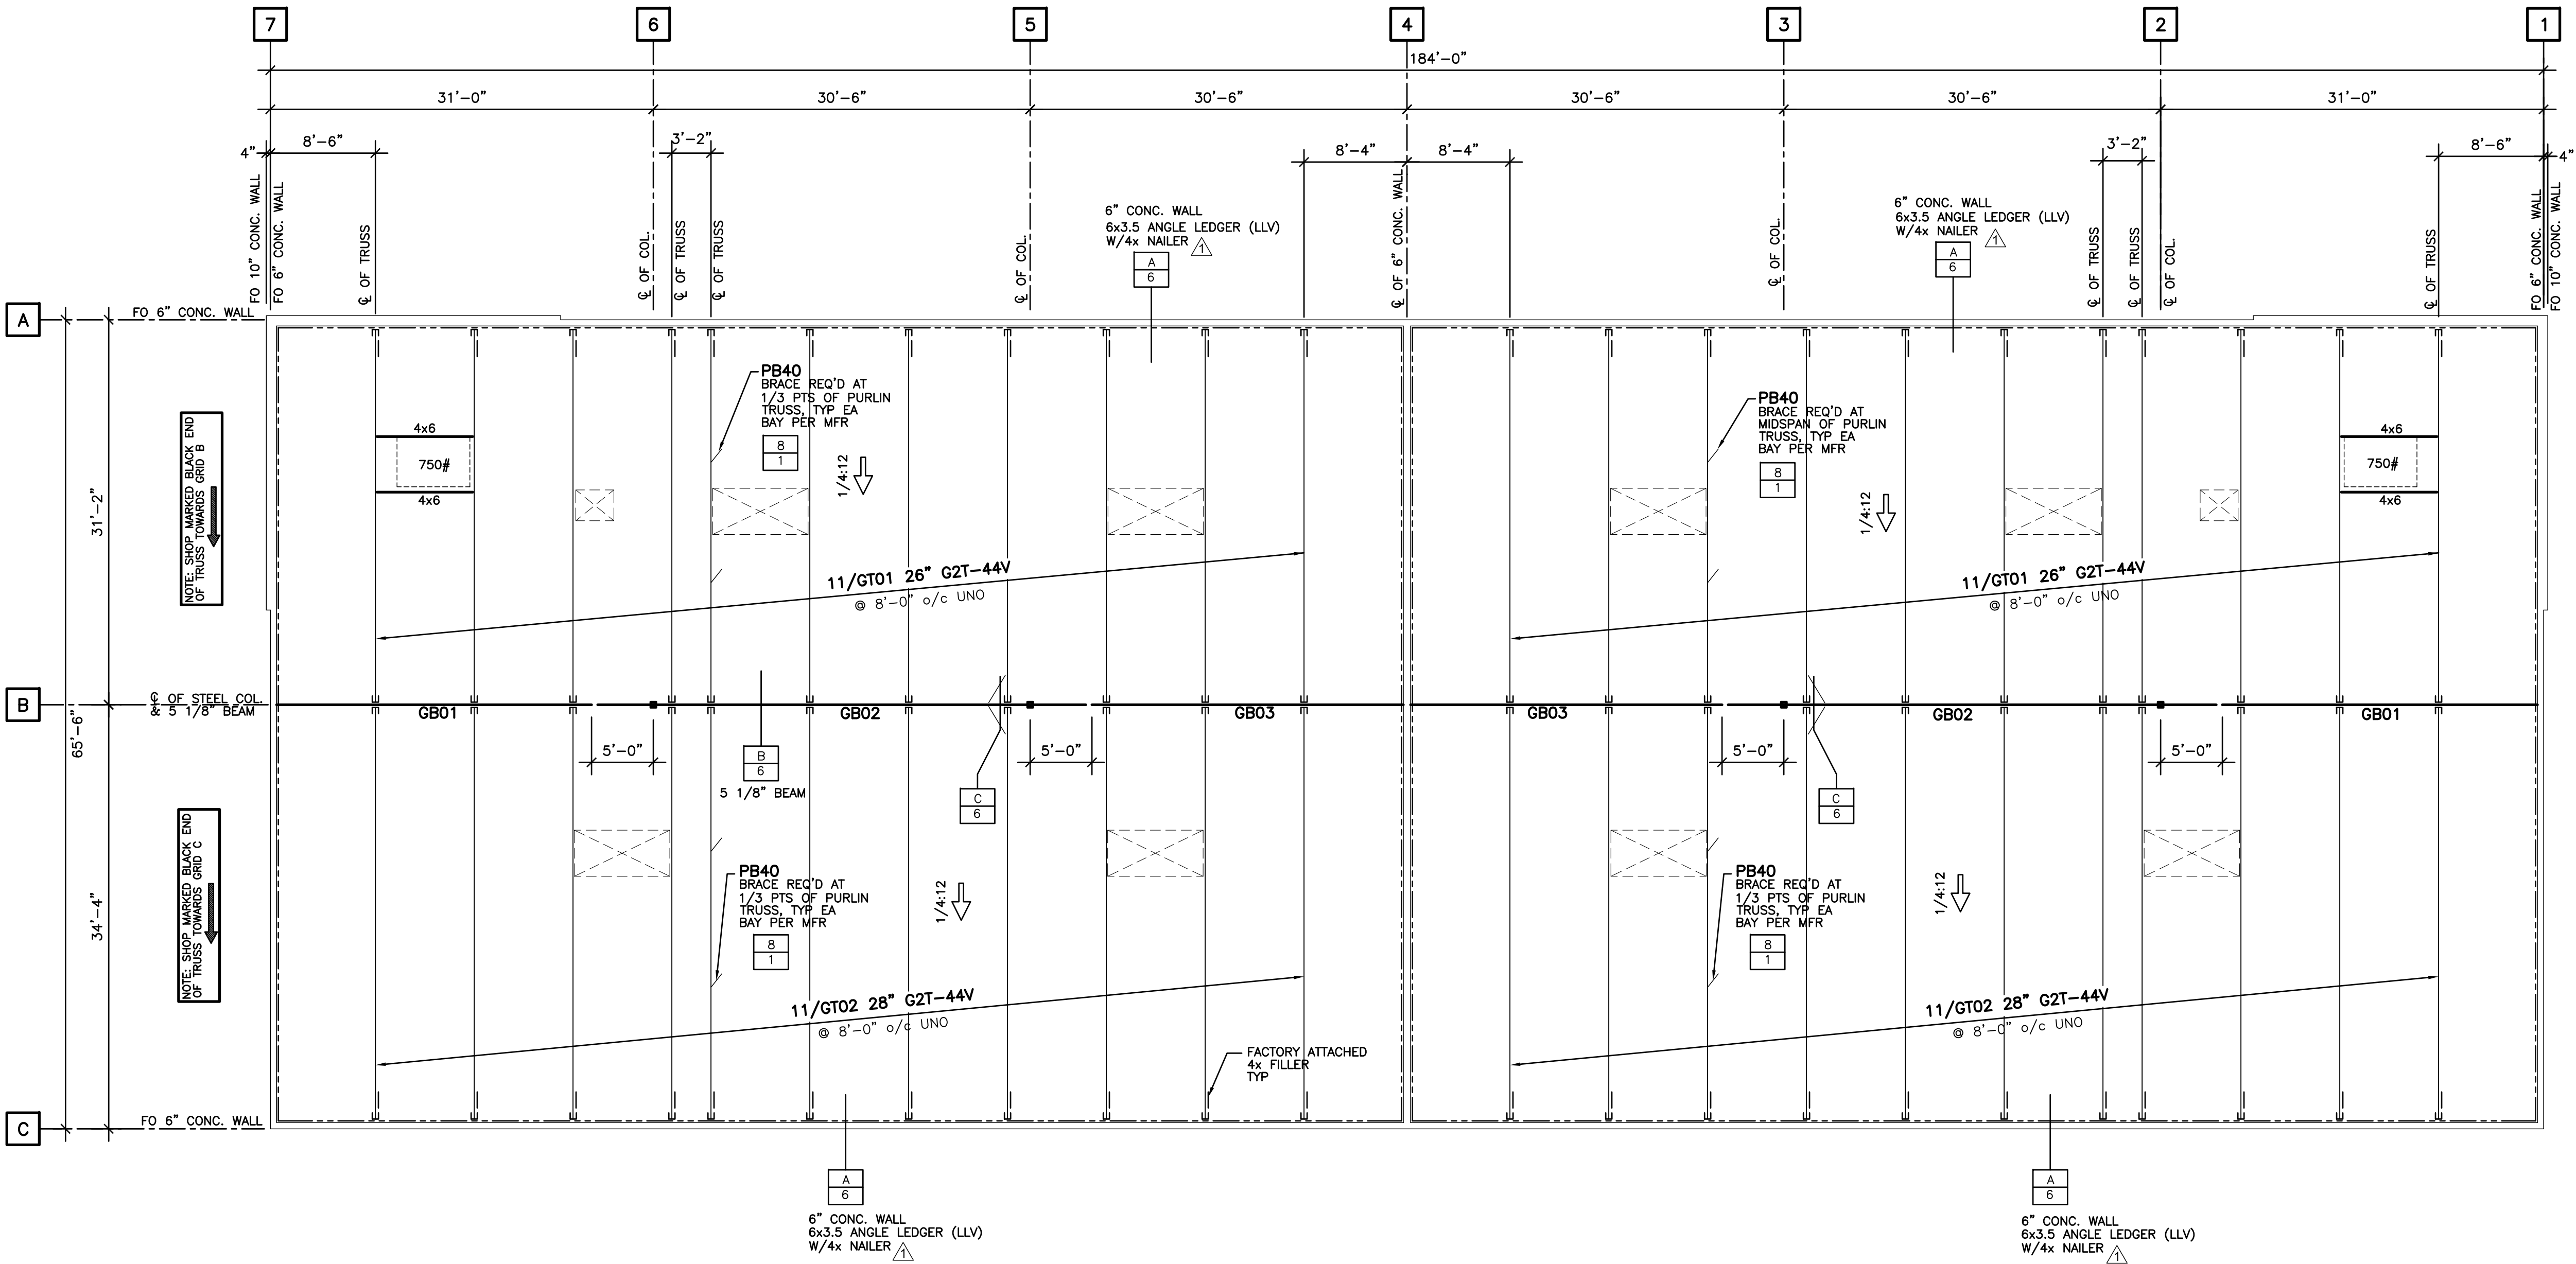 7
6
5
4
3
2
1
184'-0"
31'-0"
30'-6"
30'-6"
30'-6"
30'-6"
31'-0"
4"
8'-6"
3'-2"
8'-4"
8'-4"
3'-2"
8'-6"
4"
FO 10" CONC. WALL
FO 6" CONC. WALL
℄ OF TRUSS
℄ OF COL.
℄ OF TRUSS
℄ OF TRUSS
℄ OF COL.
6" CONC. WALL
6x3.5 ANGLE LEDGER (LLV)
W/4x NAILER 1
A
6
℄ OF 6" CONC. WALL
℄ OF COL.
6" CONC. WALL
6x3.5 ANGLE LEDGER (LLV)
W/4x NAILER 1
A
6
℄ OF TRUSS
℄ OF TRUSS
℄ OF COL.
℄ OF TRUSS
FO 6" CONC. WALL
FO 10" CONC. WALL
A
FO 6" CONC. WALL
NOTE: SHOP MARKED BLACK END
OF TRUSS TOWARDS GRID B
31'-2"
4x6
750#
4x6
PB40
BRACE REQ'D AT
1/3 PTS OF PURLIN
TRUSS, TYP EA
BAY PER MFR
8
1
1/4:12
PB40
BRACE REQ'D AT
MIDSPAN OF PURLIN
TRUSS, TYP EA
BAY PER MFR
8
1
1/4:12
4x6
750#
4x6
11/GT01 26" G2T-44V
@ 8'-0" o/c UNO
11/GT01 26" G2T-44V
@ 8'-0" o/c UNO
B
℄ OF STEEL COL.
& 5 1/8" BEAM
65'-6"
GB01
GB02
GB03
GB03
GB02
GB01
5'-0"
5'-0"
5'-0"
5'-0"
B
6
5 1/8" BEAM
C
6
C
6
NOTE: SHOP MARKED BLACK END
OF TRUSS TOWARDS GRID C
34'-4"
PB40
BRACE REQ'D AT
1/3 PTS OF PURLIN
TRUSS, TYP EA
BAY PER MFR
8
1
1/4:12
PB40
BRACE REQ'D AT
1/3 PTS OF PURLIN
TRUSS, TYP EA
BAY PER MFR
8
1
1/4:12
11/GT02 28" G2T-44V
@ 8'-0" o/c UNO
11/GT02 28" G2T-44V
@ 8'-0" o/c UNO
FACTORY ATTACHED
4x FILLER
TYP
C
FO 6" CONC. WALL
A
6
6" CONC. WALL
6x3.5 ANGLE LEDGER (LLV)
W/4x NAILER 1
A
6
6" CONC. WALL
6x3.5 ANGLE LEDGER (LLV)
W/4x NAILER 1